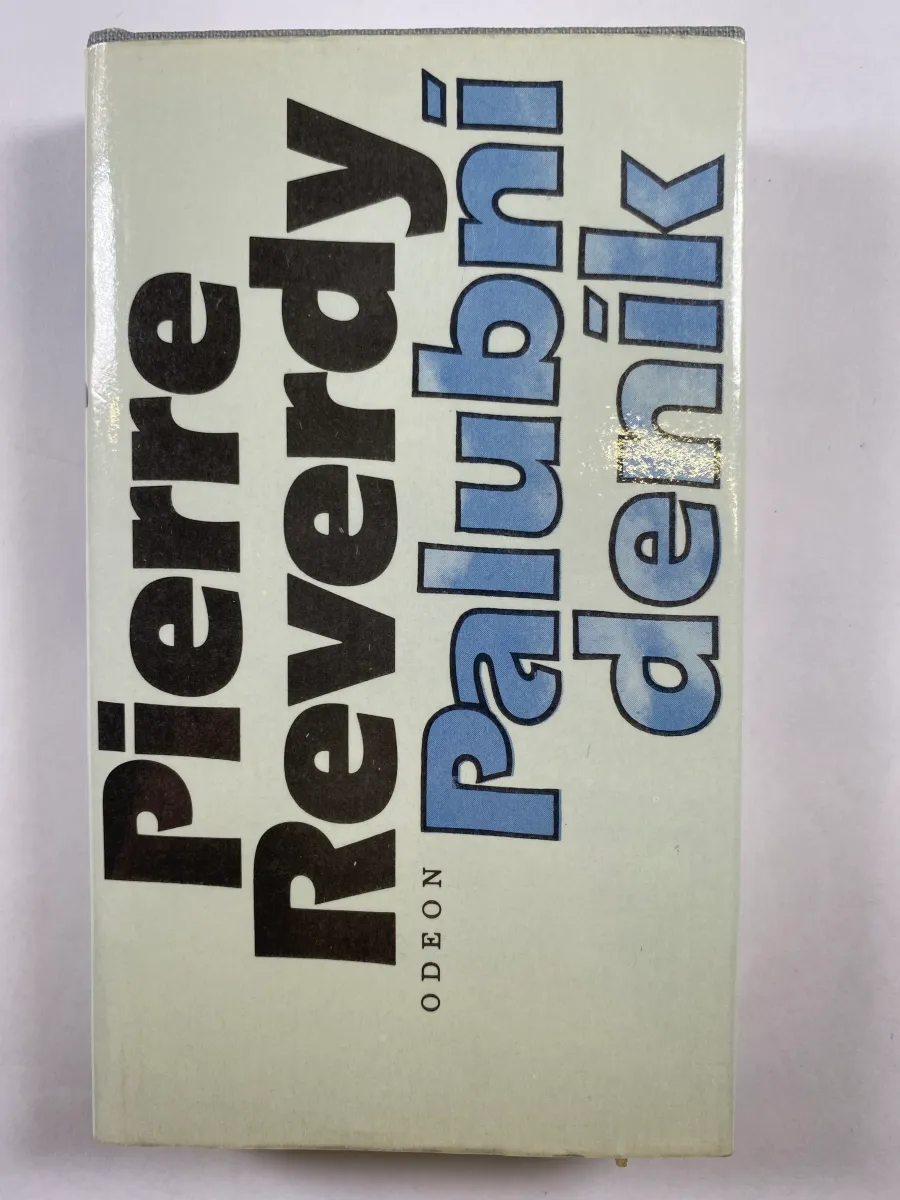 Pierre
Reverdy
ODEON
Palubní
deník